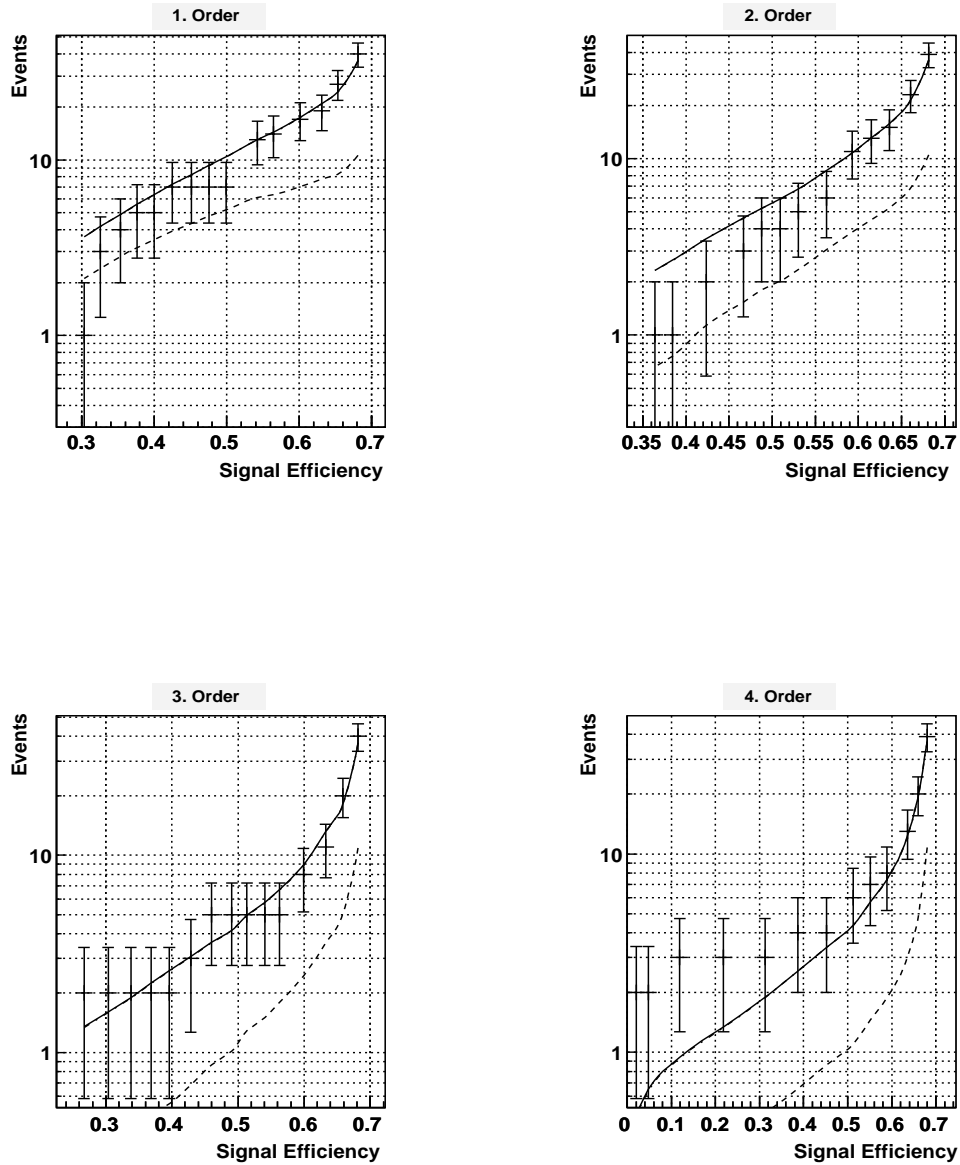 1. Order
Events
10
1
0.3 0.4 0.5 0.6 0.7
Signal Efficiency
2. Order
Events
10
1
0.35 0.4 0.45 0.5 0.55 0.6 0.65 0.7
Signal Efficiency
3. Order
Events
10
1
0.3 0.4 0.5 0.6 0.7
Signal Efficiency
4. Order
Events
10
1
0 0.1 0.2 0.3 0.4 0.5 0.6 0.7
Signal Efficiency